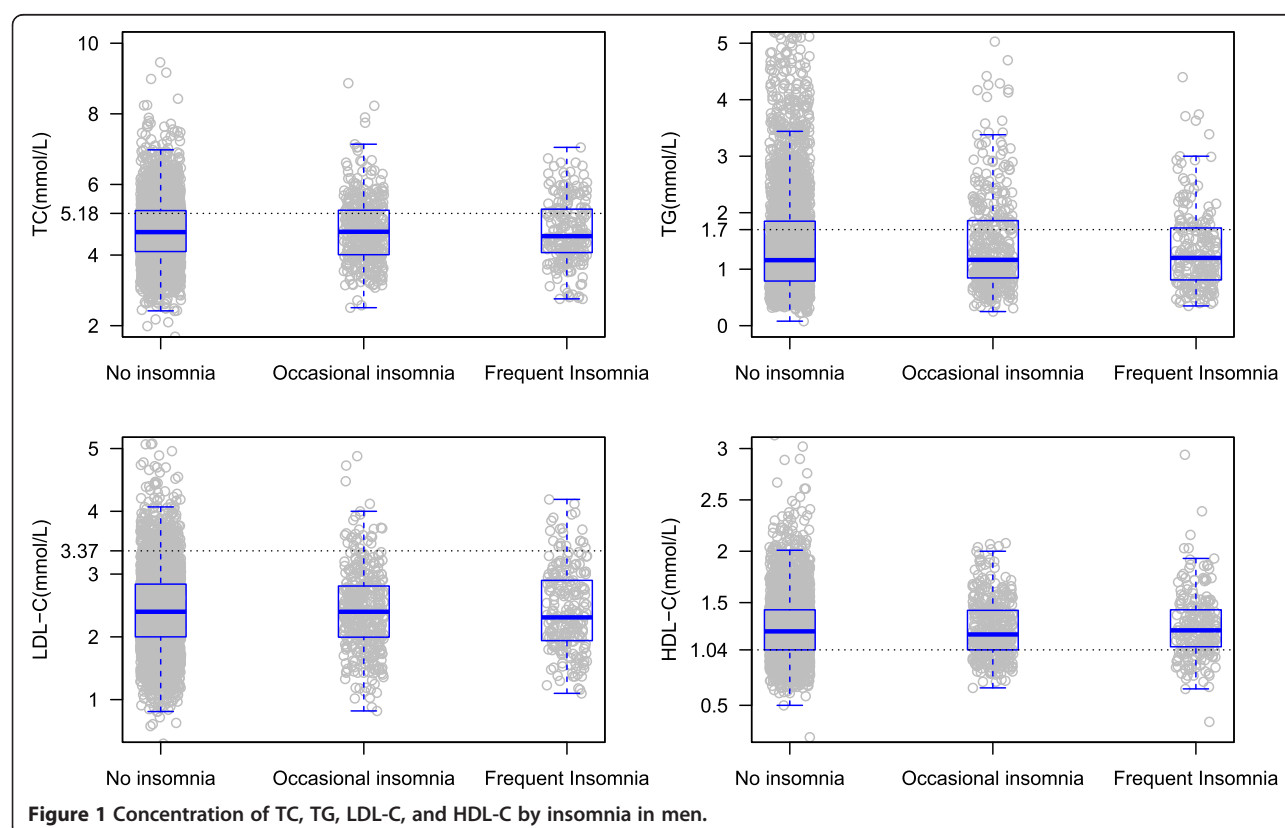 TC(mmol/L)
10
8
6
5.18
4
2
No insomnia Occasional insomnia Frequent Insomnia
TG(mmol/L)
5
4
3
2
1.7
1
0
No insomnia Occasional insomnia Frequent Insomnia
LDL−C(mmol/L)
5
4
3.37
3
2
1
No insomnia Occasional insomnia Frequent Insomnia
HDL−C(mmol/L)
3
2.5
2
1.5
1.04
0.5
No insomnia Occasional insomnia Frequent Insomnia
Figure 1 Concentration of TC, TG, LDL-C, and HDL-C by insomnia in men.